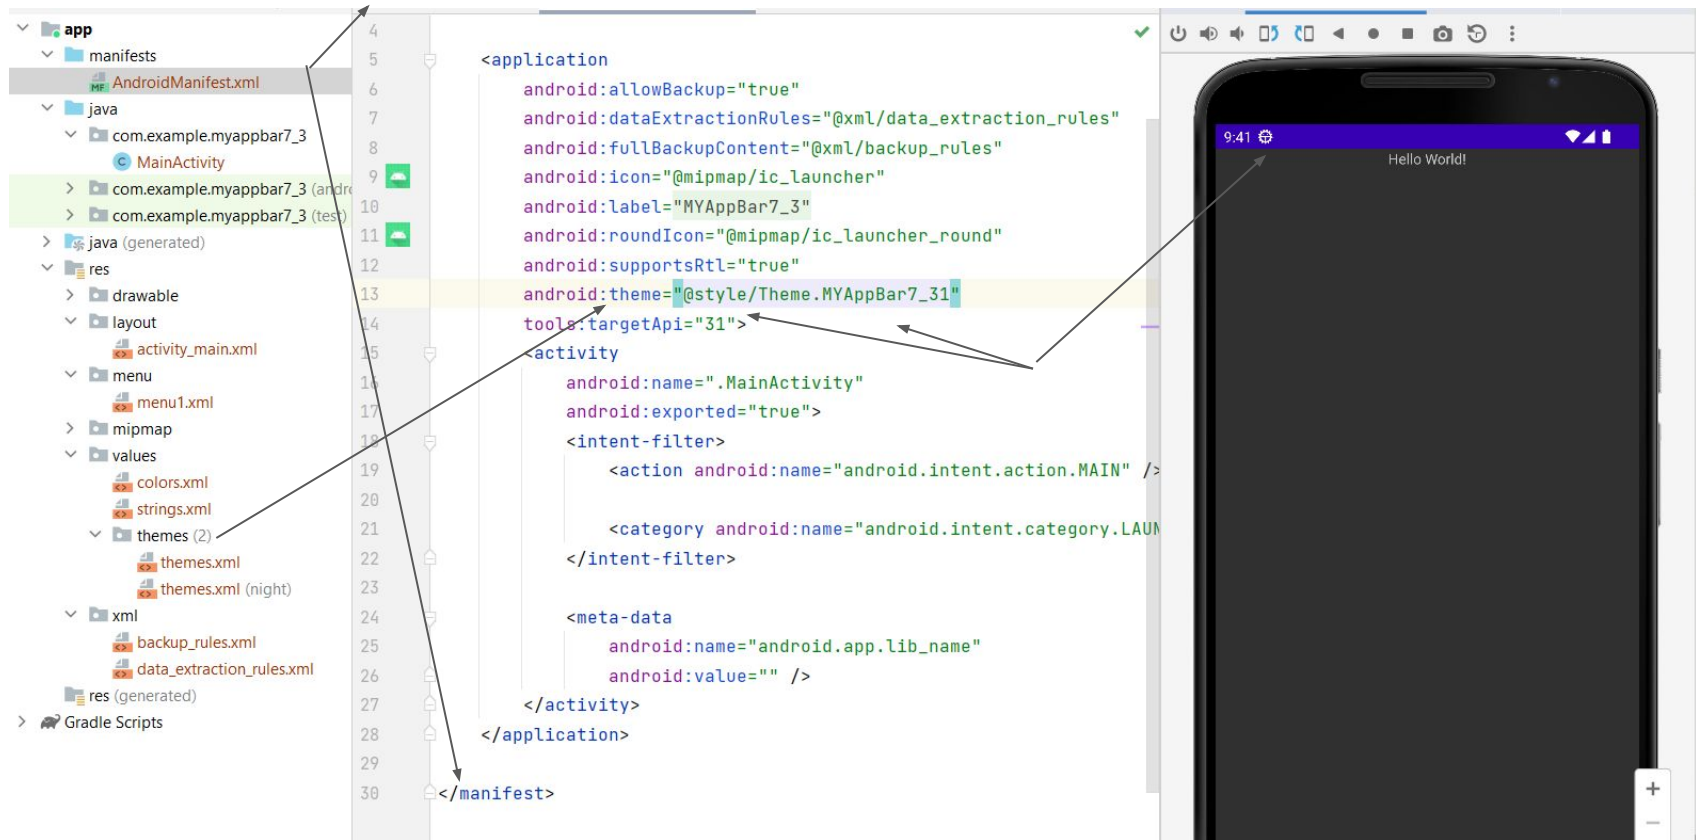 app
manifests
AndroidManifest.xml
java
com.example.myappbar7_3
MainActivity
com.example.myappbar7_3 (andr
com.example.myappbar7_3 (test)
java (generated)
res
drawable
layout
activity_main.xml
menu
menu1.xml
mipmap
values
colors.xml
strings.xml
themes (2)
themes.xml
themes.xml (night)
xml
backup_rules.xml
data_extraction_rules.xml
res (generated)
Gradle Scripts
4
5 <application
6 android:allowBackup="true"
7 android:dataExtractionRules="@xml/data_extraction_rules"
8 android:fullBackupContent="@xml/backup_rules"
9 android:icon="@mipmap/ic_launcher"
10 android:label="MYAppBar7_3"
11 android:roundIcon="@mipmap/ic_launcher_round"
12 android:supportsRtl="true"
13 android:theme="@style/Theme.MYAppBar7_31"
14 tools:targetApi="31">
15 <activity
16 android:name=".MainActivity"
17 android:exported="true">
18 <intent-filter>
19 <action android:name="android.intent.action.MAIN" />
20
21 <category android:name="android.intent.category.LAUN
22 </intent-filter>
23
24 <meta-data
25 android:name="android.app.lib_name"
26 android:value="" />
27 </activity>
28 </application>
29
30 </manifest>
9:41
Hello World!